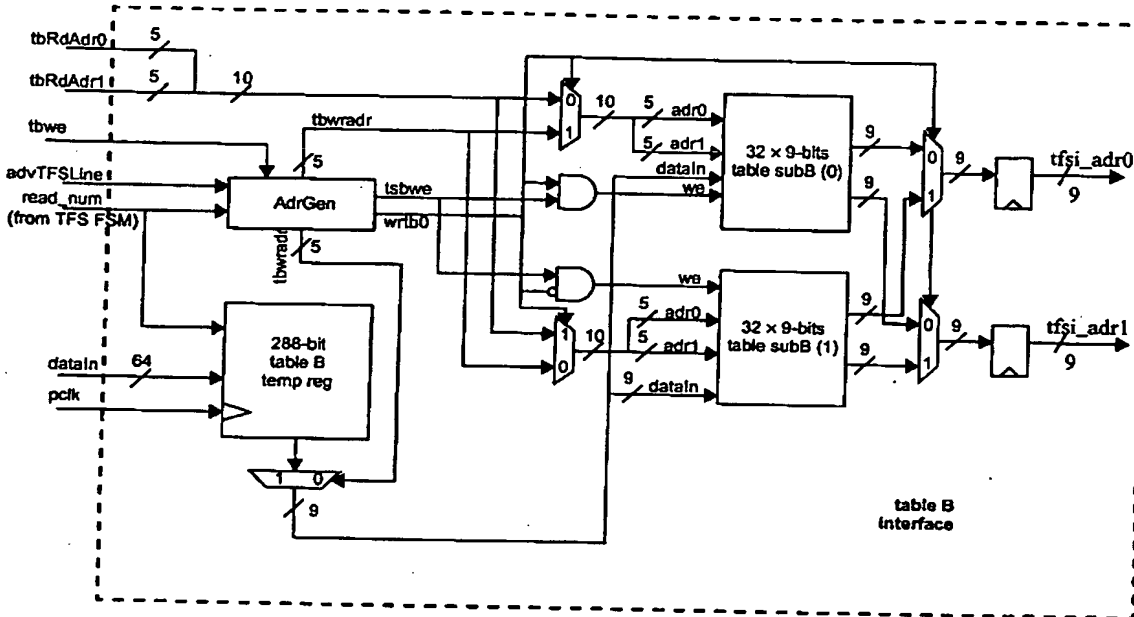 tbRdAdr0
5
tbRdAdr1
5
10
tbwe
tbwradr
5
advTFSLine
read_num
(from TFS FSM)
AdrGen
tsbwe
wrtb0
tbwradr
5
0
1
10
5
adr0
5
adr1
dataIn
we
32 × 9-bits
table subB (0)
9
9
0
1
9
tfsi_adr0
9
we
5
adr0
5
adr1
9
dataIn
1
0
10
32 × 9-bits
table subB (1)
9
9
0
1
9
tfsi_adr1
9
288-bit
table B
temp reg
dataIn
64
pclk
1 0
9
table B
interface